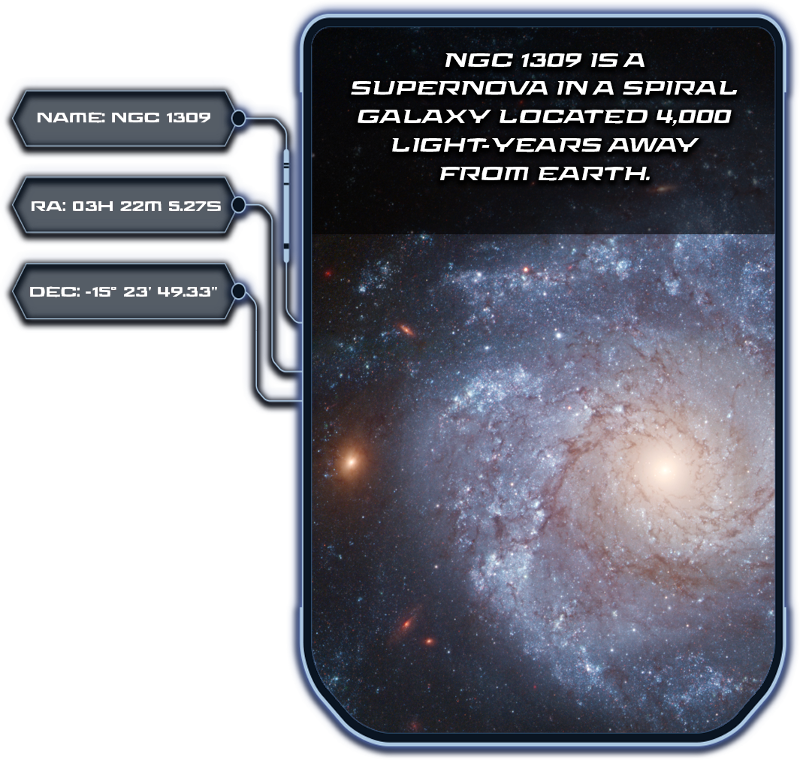 NGC 1309 IS A
SUPERNOVA IN A SPIRAL
GALAXY LOCATED 4,000
LIGHT-YEARS AWAY
FROM EARTH.
NAME: NGC 1309
RA: 03H 22M 5.27S
DEC: -15° 23' 49.33"